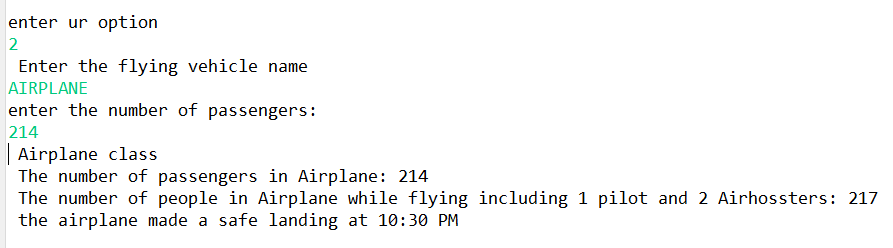 enter ur option
2
Enter the flying vehicle name
AIRPLANE
enter the number of passengers:
214
Airplane class
The number of passengers in Airplane: 214
The number of people in Airplane while flying including 1 pilot and 2 Airhossters: 217
the airplane made a safe landing at 10:30 PM